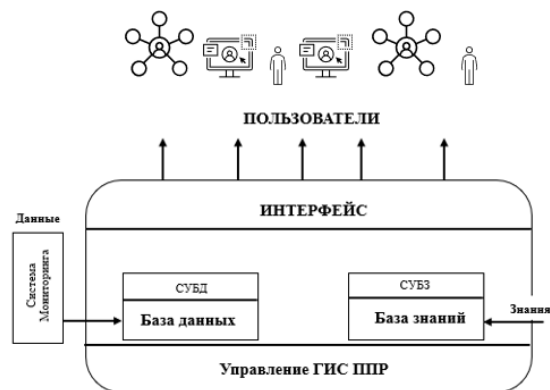 ПОЛЬЗОВАТЕЛИ
ИНТЕРФЕЙС
Данные
Система
Мониторинга
СУБД
База данных
СУБЗ
База знаний
Знания
Управление ГИС ППР